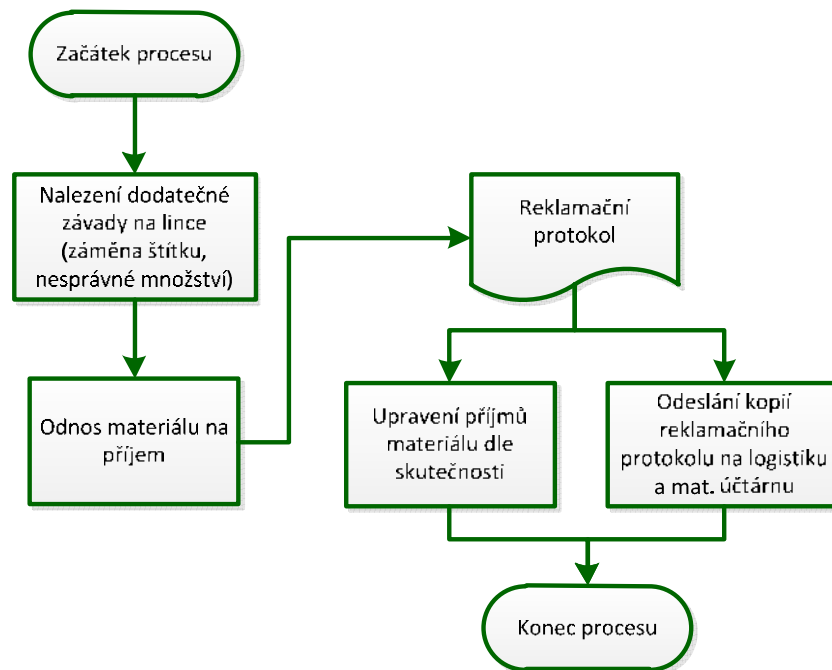 Začátek procesu
Nalezení dodatečné
závady na lince
(záměna štítku,
nesprávné množství)
Odnos materiálu na
příjem
Reklamační
protokol
Upravení příjmů
materiálu dle
skutečnosti
Odeslání kopií
reklamačního
protokolu na logistiku
a mat. účtárnu
Konec procesu